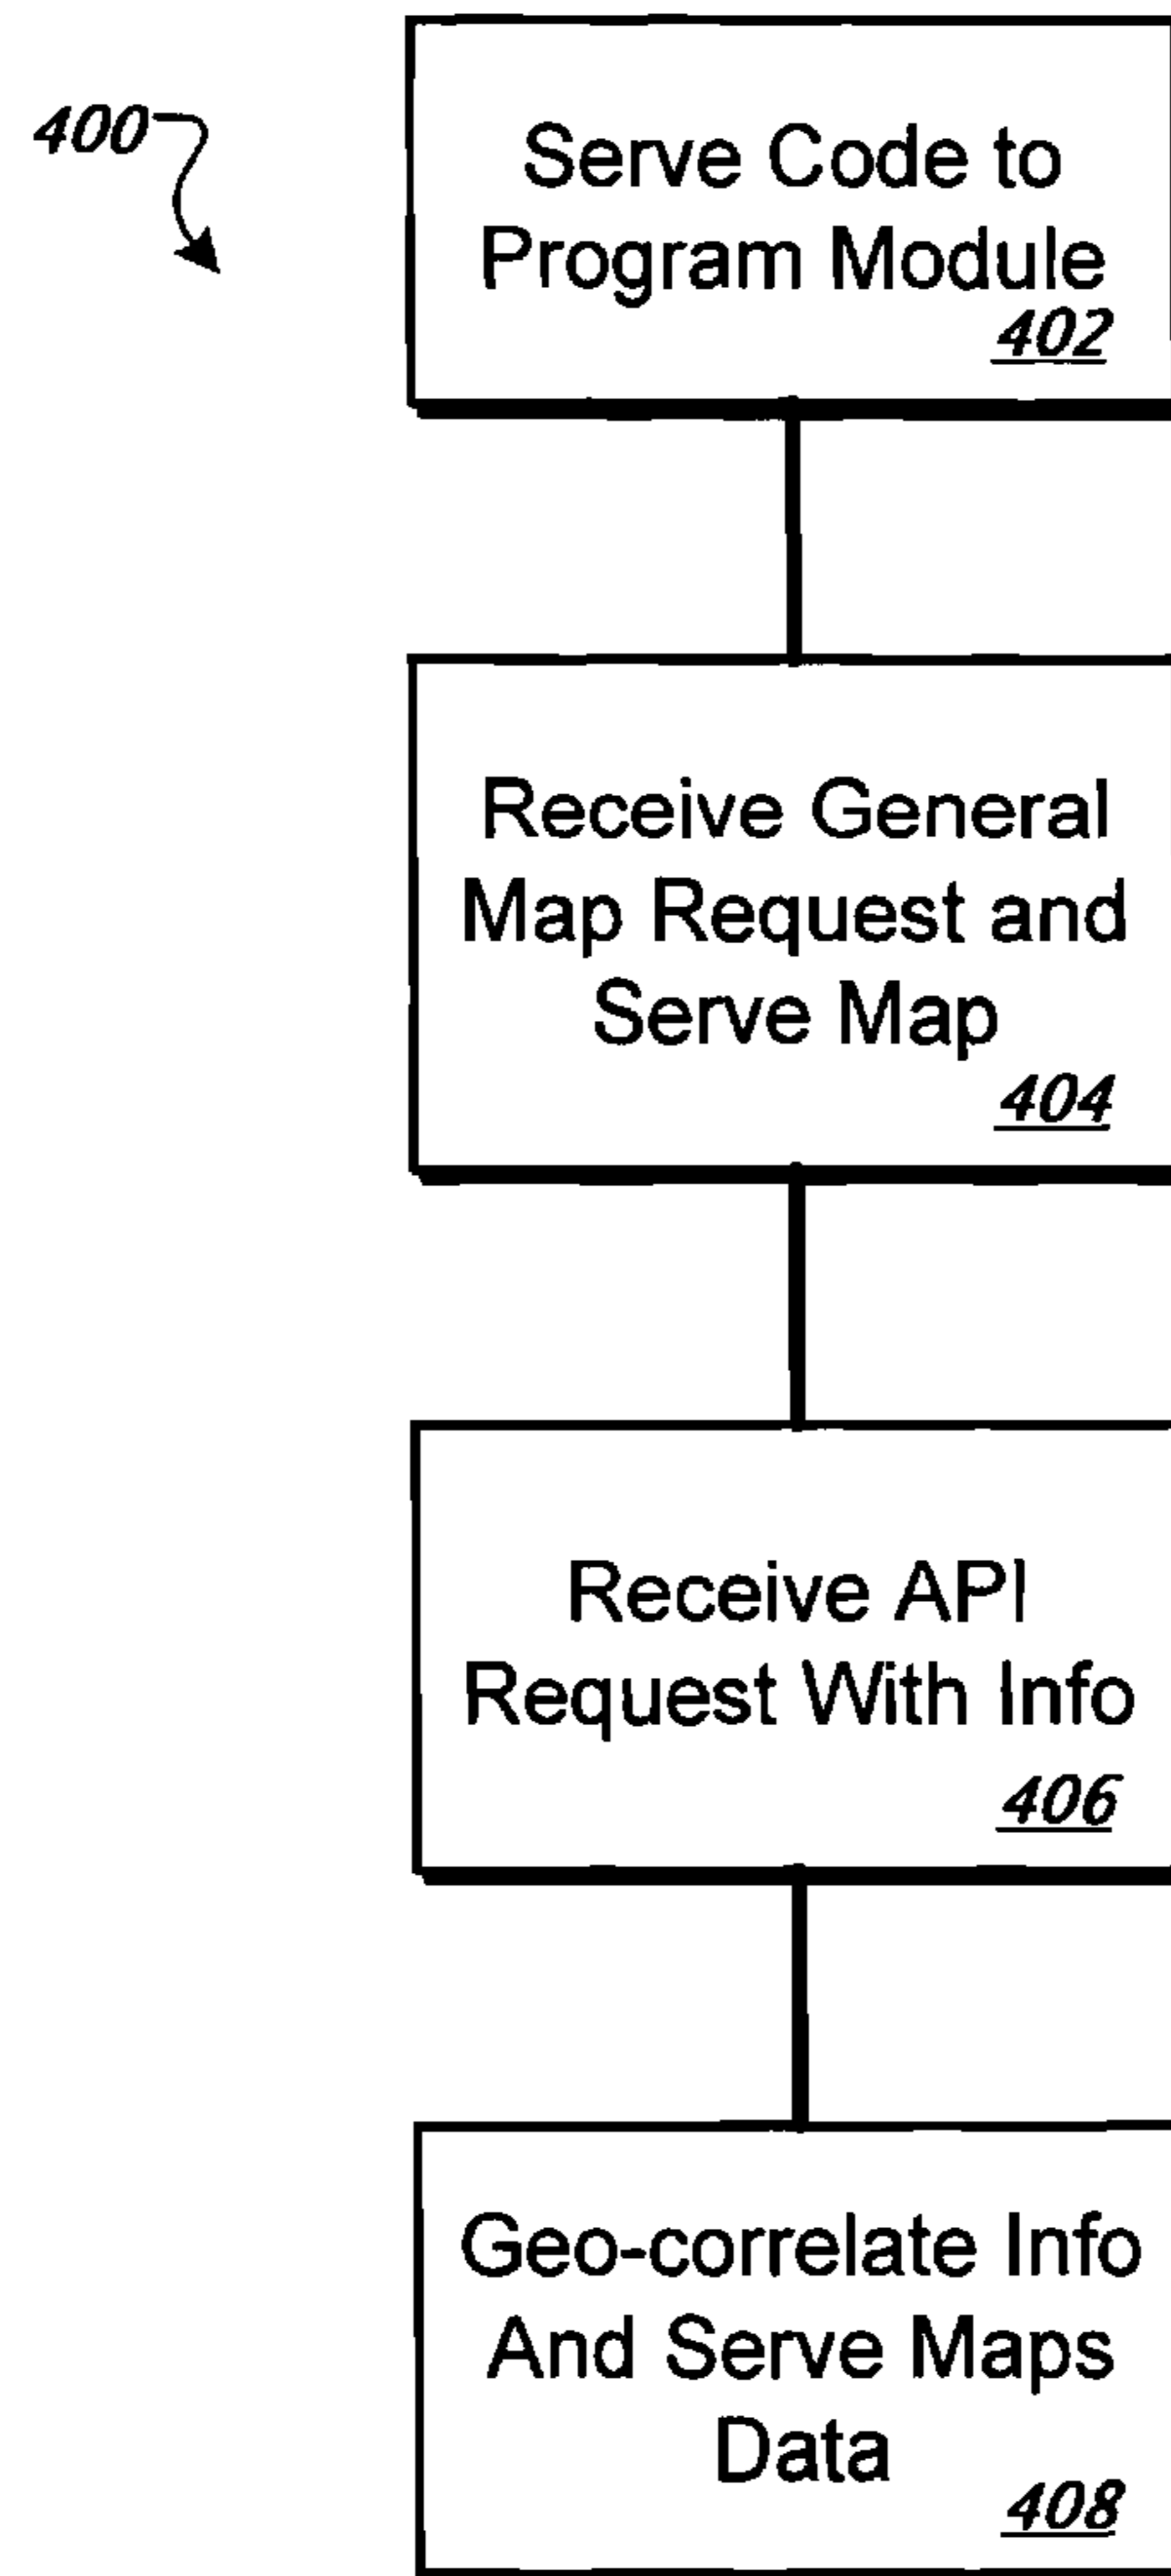 400
Serve Code to
Program Module
402
Receive General
Map Request and
Serve Map
404
Receive API
Request With Info
406
Geo-correlate Info
And Serve Maps
Data
408